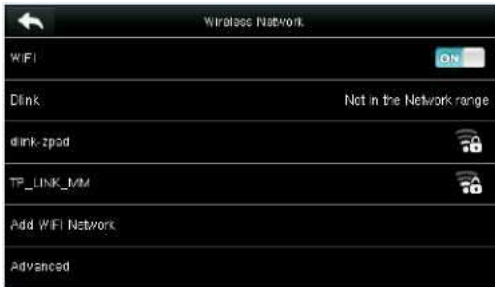 Wireless Network
WIFI
ON
Dlink
Not in the Network range
dlink-zpad
TP_LINK_MM
Add WIFI Network
Advanced